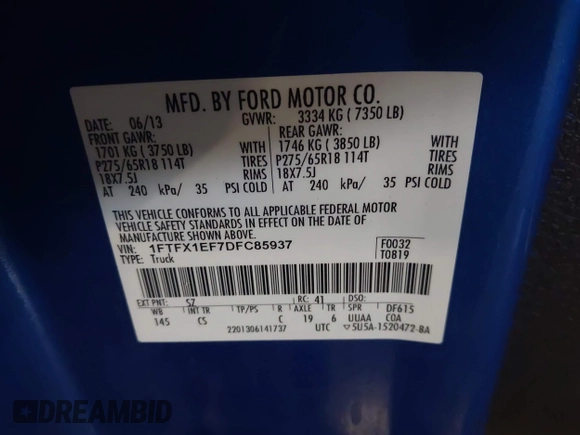 MFD. BY FORD MOTOR CO.
DATE: 06/13 GVWR: 3334 KG ( 7350 LB)
FRONT GAWR: REAR GAWR:
1701 KG ( 3750 LB) WITH 1746 KG ( 3850 LB) WITH
P275/65R18 114T TIRES P275/65R18 114T TIRES
18X7.5J RIMS 18X7.5J RIMS
AT 240 kPa/ 35 PSI COLD AT 240 kPa/ 35 PSI COLD
THIS VEHICLE CONFORMS TO ALL APPLICABLE FEDERAL MOTOR
VEHICLE SAFETY STANDARDS IN EFFECT ON THE DATE OF
MANUFACTURE SHOWN ABOVE.
VIN: 1FTFX1EF7DFC85937 F0032
TYPE: Truck T0819
EXT PNT: SZ RC: 41 DSO:
WB INT TR TP/PS R AXLE TR SPR DF615
145 CS C 19 6 UUAA COA
2201306141737 UTC 5U5A-1520472-BA
DREAMBID